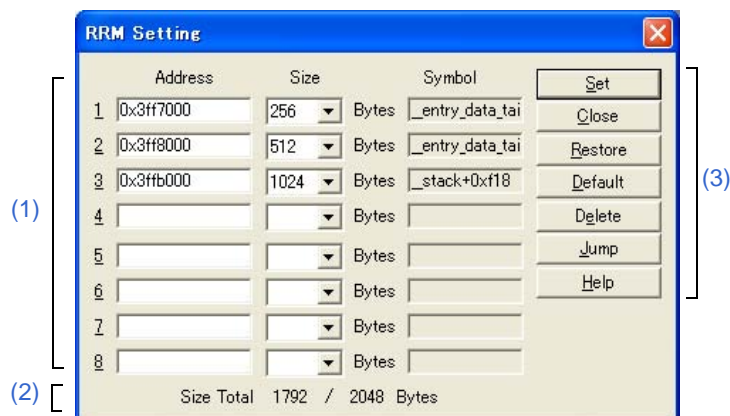 RRM Setting
Address Size Symbol
1 0x3ff7000 256 Bytes _entry_data_tai
2 0x3ff8000 512 Bytes _entry_data_tai
3 0x3ffb000 1024 Bytes _stack+0xf18
4 Bytes
5 Bytes
6 Bytes
7 Bytes
8 Bytes
Size Total 1792 / 2048 Bytes
Set
Close
Restore
Default
Delete
Jump
Help
(1)
(2)
(3)